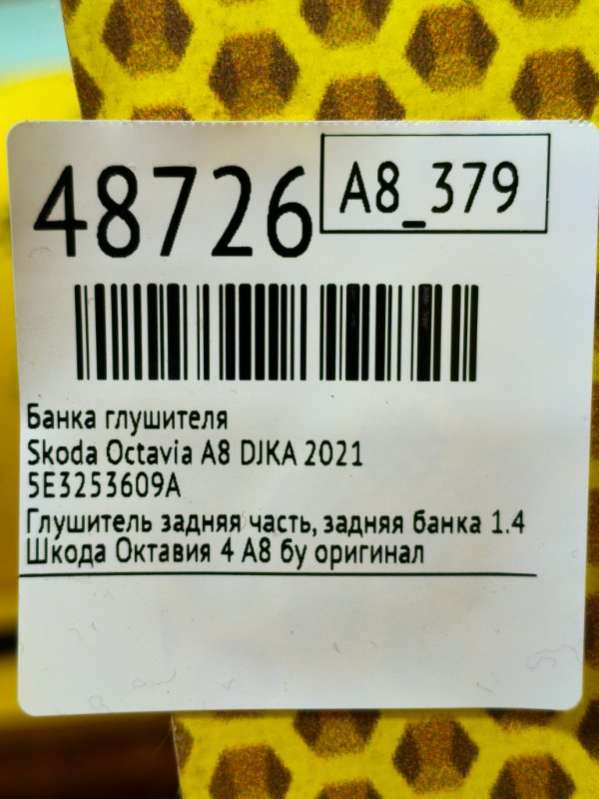 48726
A8_379
Банка глушителя
Skoda Octavia A8 DJKA 2021
5E3253609A
Глушитель задняя часть, задняя банка 1.4
Шкода Октавия 4 А8 бу оригинал